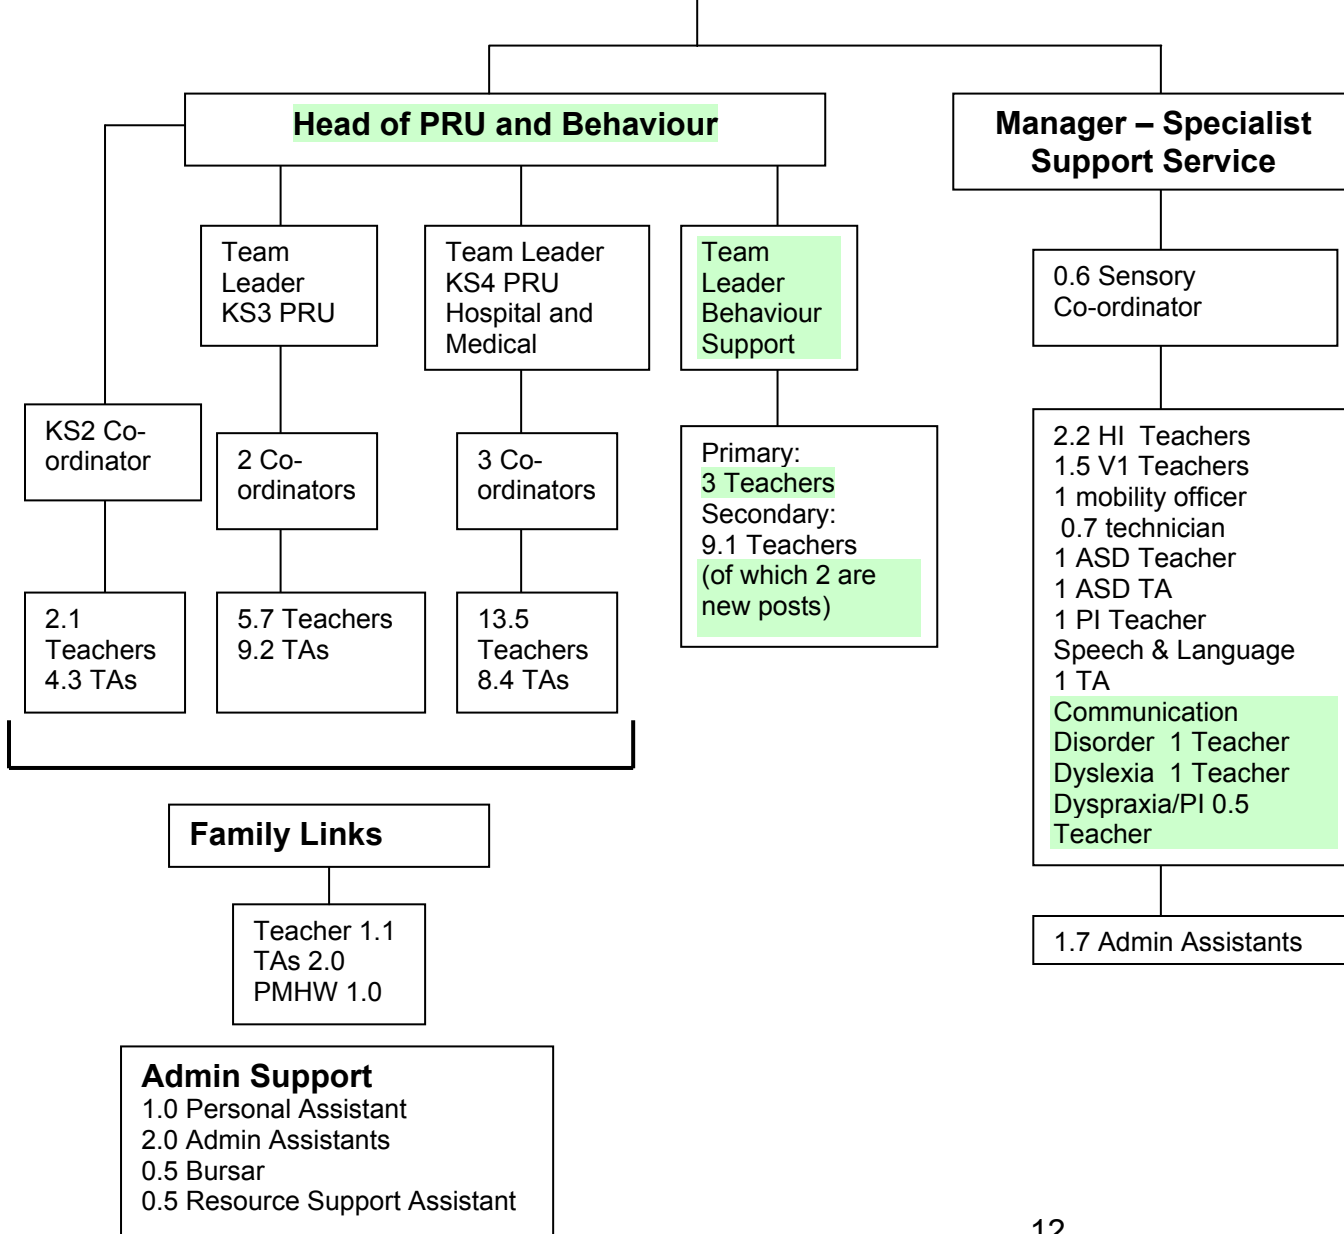 Head of PRU and Behaviour
Manager – Specialist
Support Service
Team
Leader
KS3 PRU
Team Leader
KS4 PRU
Hospital and
Medical
Team
Leader
Behaviour
Support
0.6 Sensory
Co-ordinator
KS2 Co-
ordinator
2 Co-
ordinators
3 Co-
ordinators
Primary:
3 Teachers
Secondary:
9.1 Teachers
(of which 2 are
new posts)
2.2 HI  Teachers
1.5 V1 Teachers
1 mobility officer
0.7 technician
1 ASD Teacher
1 ASD TA
1 PI Teacher
Speech & Language
1 TA
Communication
Disorder  1 Teacher
Dyslexia  1 Teacher
Dyspraxia/PI 0.5
Teacher
2.1
Teachers
4.3 TAs
5.7 Teachers
9.2 TAs
13.5
Teachers
8.4 TAs
Family Links
Teacher 1.1
TAs 2.0
PMHW 1.0
1.7 Admin Assistants
Admin Support
1.0 Personal Assistant
2.0 Admin Assistants
0.5 Bursar
0.5 Resource Support Assistant
12